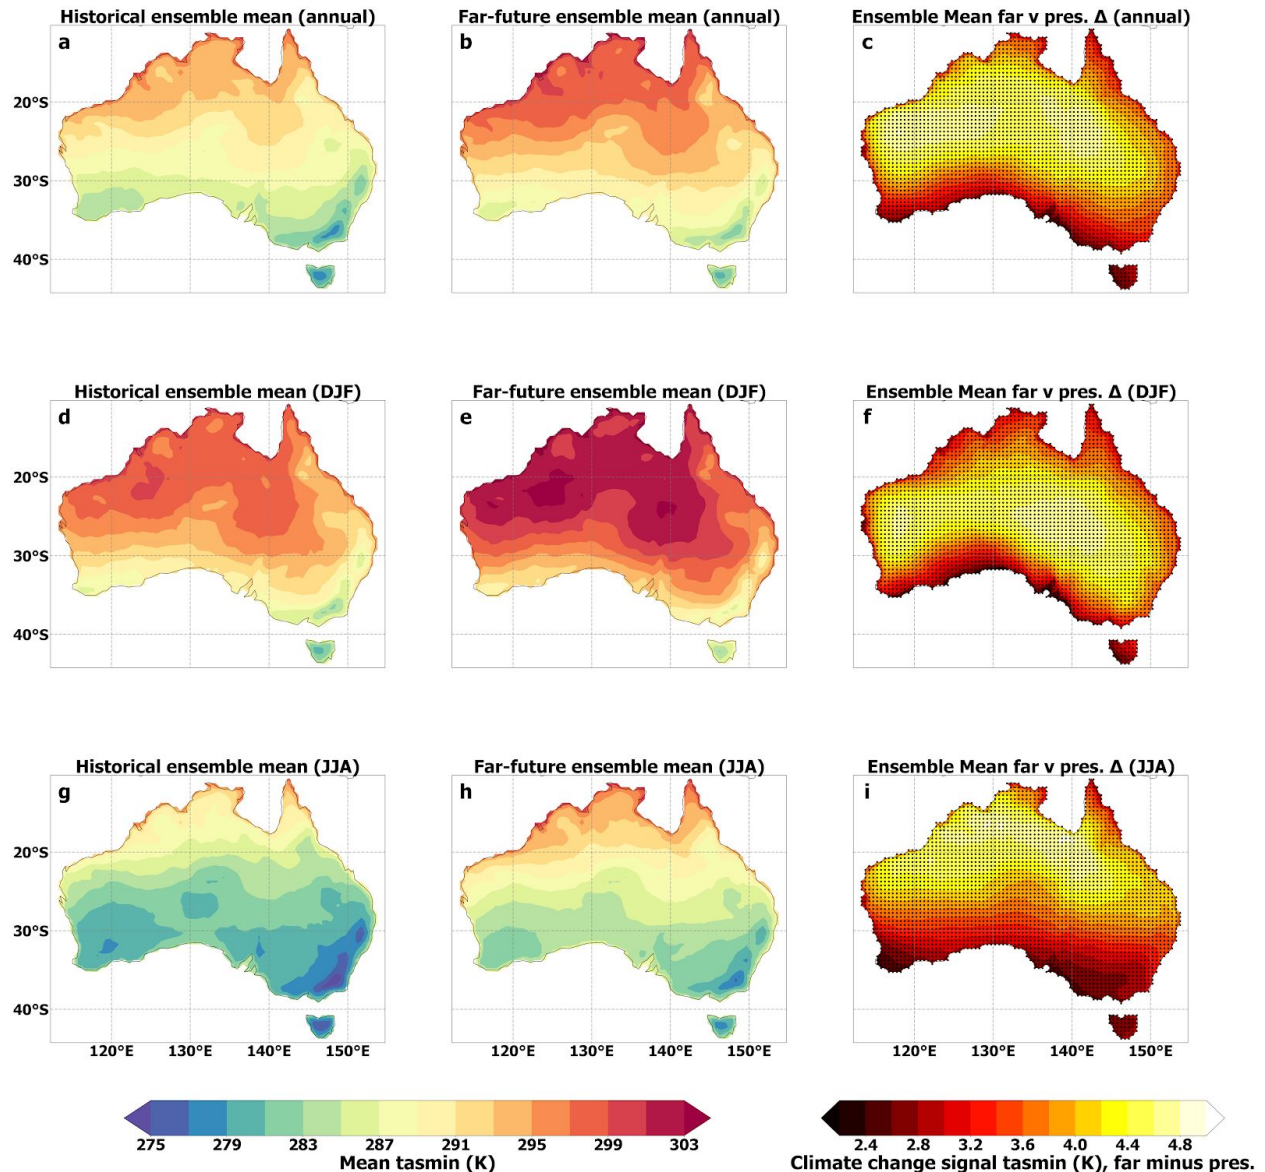 Historical ensemble mean (annual)
Far-future ensemble mean (annual)
Ensemble Mean far v pres. Δ (annual)
a
b
c
20°S
30°S
40°S
Historical ensemble mean (DJF)
Far-future ensemble mean (DJF)
Ensemble Mean far v pres. Δ (DJF)
d
e
f
20°S
30°S
40°S
Historical ensemble mean (JJA)
Far-future ensemble mean (JJA)
Ensemble Mean far v pres. Δ (JJA)
g
h
i
20°S
30°S
40°S
120°E 130°E 140°E 150°E
120°E 130°E 140°E 150°E
120°E 130°E 140°E 150°E
275 279 283 287 291 295 299 303
Mean tasmin (K)
2.4 2.8 3.2 3.6 4.0 4.4 4.8
Climate change signal tasmin (K), far minus pres.